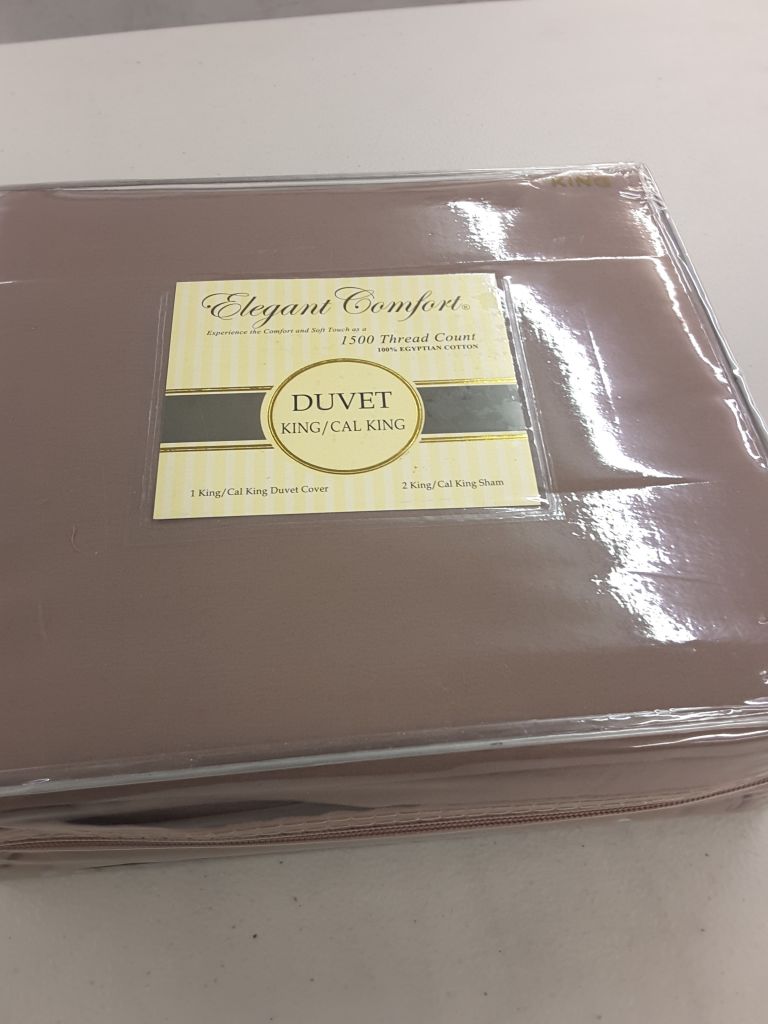 KING
Elegant Comfort®
Experience the Comfort and Soft Touch as a
1500 Thread Count
100% EGYPTIAN COTTON
DUVET
KING/CAL KING
1 King/Cal King Duvet Cover 2 King/Cal King Sham